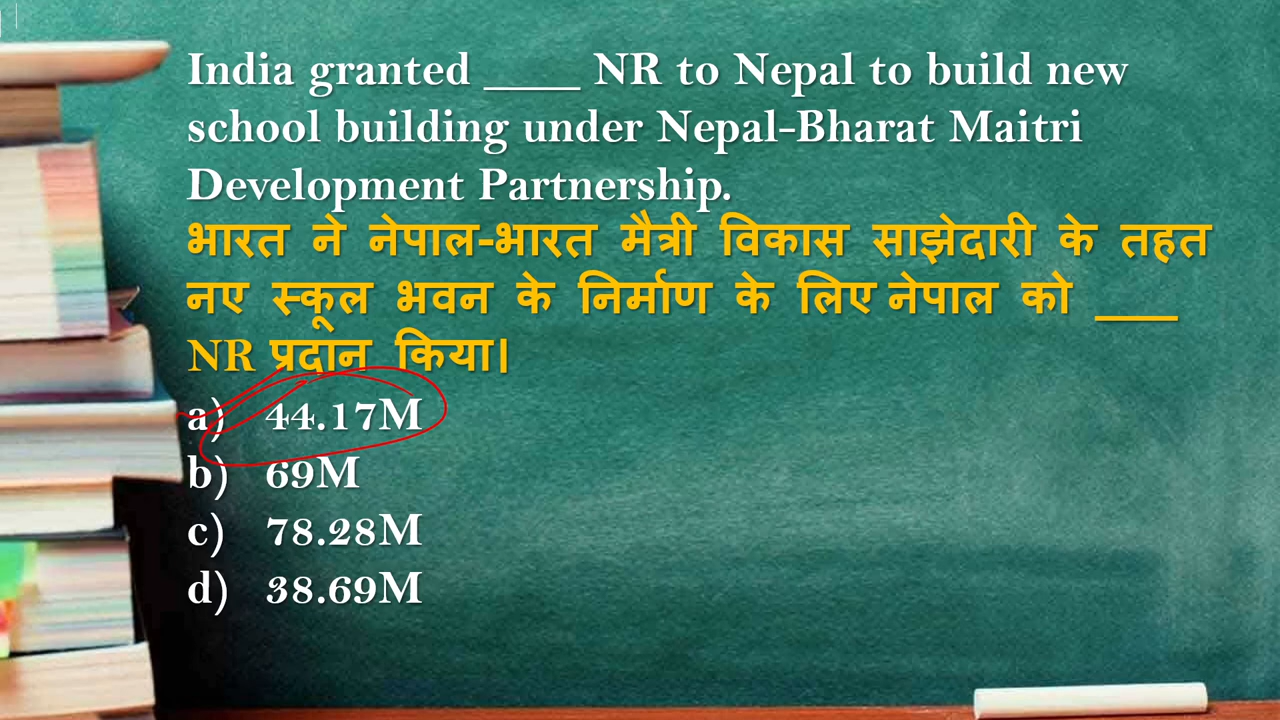 India granted ____ NR to Nepal to build new
school building under Nepal-Bharat Maitri
Development Partnership.
भारत ने नेपाल-भारत मैत्री विकास साझेदारी के तहत
नए स्कूल भवन के निर्माण के लिए नेपाल को ____
NR प्रदान किया।
a) 44.17M
b) 69M
c) 78.28M
d) 38.69M